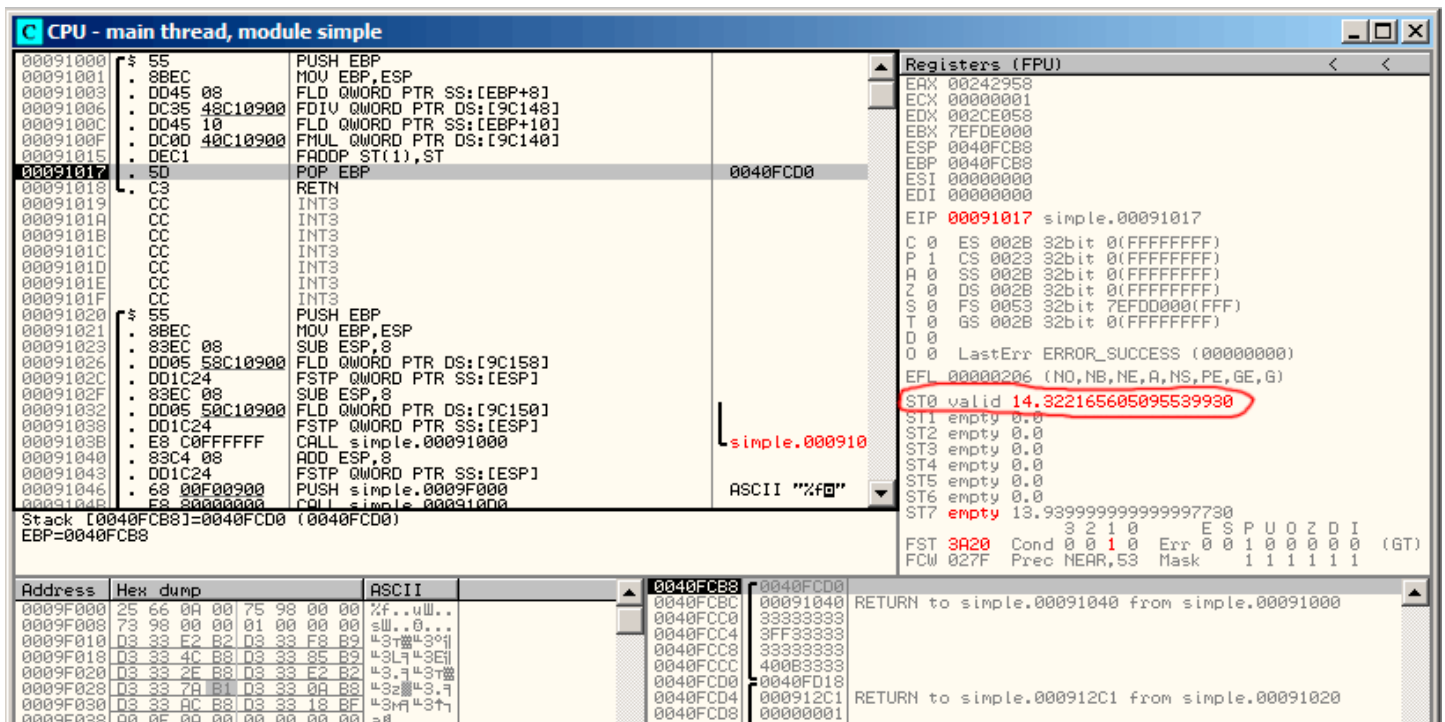 C CPU - main thread, module simple
00091000 $ 55 PUSH EBP
00091001 . 8BEC MOV EBP,ESP
00091003 . DD45 08 FLD QWORD PTR SS:[EBP+8]
00091006 . DC35 48C10900 FDIV QWORD PTR DS:[9C148]
0009100C . DD45 10 FLD QWORD PTR SS:[EBP+10]
0009100F . DC0D 40C10900 FMUL QWORD PTR DS:[9C140]
00091015 . DEC1 FADDP ST(1),ST
00091017 . 5D POP EBP 0040FCD0
00091018 . C3 RETN
00091019 CC INT3
0009101A CC INT3
0009101B CC INT3
0009101C CC INT3
0009101D CC INT3
0009101E CC INT3
0009101F CC INT3
00091020 $ 55 PUSH EBP
00091021 . 8BEC MOV EBP,ESP
00091023 . 83EC 08 SUB ESP,8
00091026 . DD05 58C10900 FLD QWORD PTR DS:[9C158]
0009102C . DD1C24 FSTP QWORD PTR SS:[ESP]
0009102F . 83EC 08 SUB ESP,8
00091032 . DD05 50C10900 FLD QWORD PTR DS:[9C150]
00091038 . DD1C24 FSTP QWORD PTR SS:[ESP]
0009103B . E8 C0FFFFFF CALL simple.00091000 simple.000910
00091040 . 83C4 08 ADD ESP,8
00091043 . DD1C24 FSTP QWORD PTR SS:[ESP]
00091046 . 68 00F00900 PUSH simple.0009F000 ASCII "%f◙"
0009104B . E8 80000000 CALL simple.000910D0
Stack [0040FCB8]=0040FCD0 (0040FCD0)
EBP=0040FCB8
Registers (FPU) < <
EAX 00242958
ECX 00000001
EDX 002CE058
EBX 7EFDE000
ESP 0040FCB8
EBP 0040FCB8
ESI 00000000
EDI 00000000
EIP 00091017 simple.00091017
C 0 ES 002B 32bit 0(FFFFFFFF)
P 1 CS 0023 32bit 0(FFFFFFFF)
A 0 SS 002B 32bit 0(FFFFFFFF)
Z 0 DS 002B 32bit 0(FFFFFFFF)
S 0 FS 0053 32bit 7EFDD000(FFF)
T 0 GS 002B 32bit 0(FFFFFFFF)
D 0
O 0 LastErr ERROR_SUCCESS (00000000)
EFL 00000206 (NO,NB,NE,A,NS,PE,GE,G)
ST0 valid 14.322165605095539930
ST1 empty 0.0
ST2 empty 0.0
ST3 empty 0.0
ST4 empty 0.0
ST5 empty 0.0
ST6 empty 0.0
ST7 empty 13.939999999999997730
3 2 1 0 E S P U O Z D I
FST 3A20 Cond 0 0 1 0 Err 0 0 1 0 0 0 0 0 (GT)
FCW 027F Prec NEAR,53 Mask 1 1 1 1 1 1
Address Hex dump ASCII
0009F000 25 66 0A 00 75 98 00 00 %f..
0009F008 73 98 00 00 01 00 00 00
0009F010 D3 33 E2 B2 D3 33 F8 B9
0009F018 D3 33 4C B8 D3 33 85 B9
0009F020 D3 33 2E B8 D3 33 E2 B2
0009F028 D3 33 7A B1 D3 33 0A B8
0009F030 D3 33 AC B8 D3 33 18 BF
0009F038
0040FCB8 0040FCD0
0040FCBC 00091040 RETURN to simple.00091040 from simple.00091000
0040FCC0 33333333
0040FCC4 3FF33333
0040FCC8 33333333
0040FCCC 400B3333
0040FCD0 0040FD18
0040FCD4 000912C1 RETURN to simple.000912C1 from simple.00091020
0040FCD8 00000001